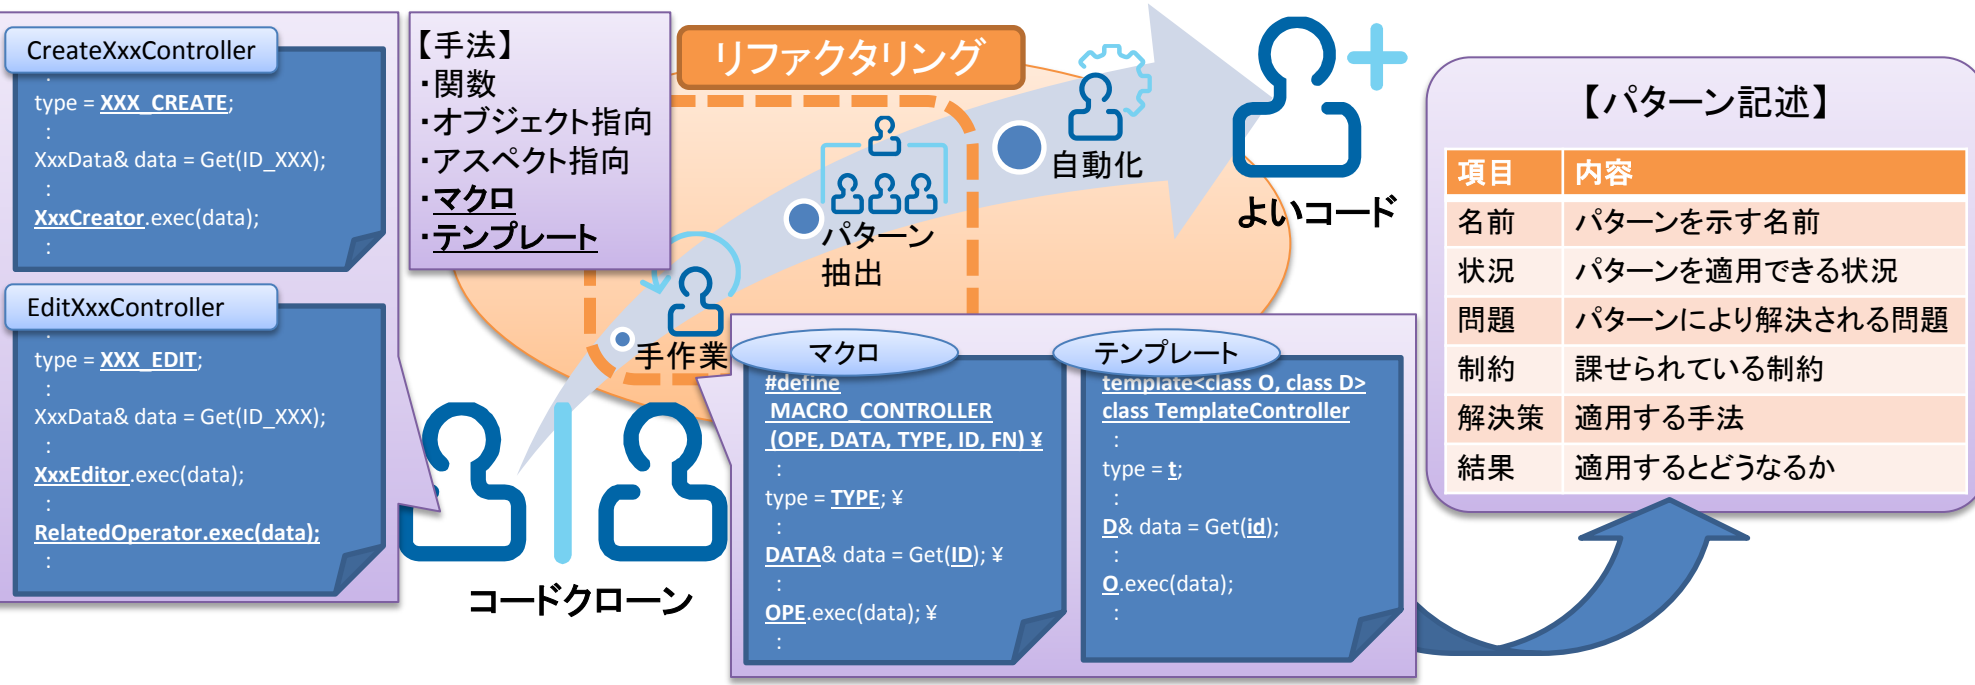 CreateXxxController
:
type = XXX_CREATE;
:
XxxData& data = Get(ID_XXX);
:
XxxCreator.exec(data);
:
EditXxxController
:
type = XXX_EDIT;
:
XxxData& data = Get(ID_XXX);
:
XxxEditor.exec(data);
:
RelatedOperator.exec(data);
:
【手法】
・関数
・オブジェクト指向
・アスペクト指向
・マクロ
・テンプレート
リファクタリング
自動化
パターン
抽出
手作業
よいコード
コードクローン
マクロ
#define
MACRO_CONTROLLER
(OPE, DATA, TYPE, ID, FN) ¥
:
type = TYPE; ¥
:
DATA& data = Get(ID); ¥
:
OPE.exec(data); ¥
:
テンプレート
template<class O, class D>
class TemplateController
:
type = t;
:
D& data = Get(id);
:
O.exec(data);
:
【パターン記述】
項目 内容
名前 パターンを示す名前
状況 パターンを適用できる状況
問題 パターンにより解決される問題
制約 課せられている制約
解決策 適用する手法
結果 適用するとどうなるか